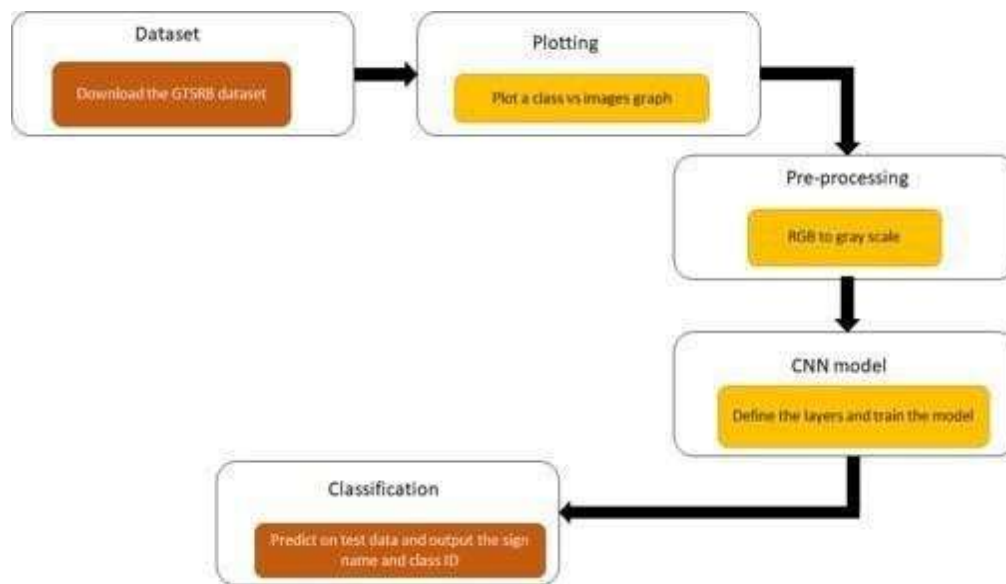 Dataset
Download the GTSRB dataset
Plotting
Plot a class vs images graph
Pre-processing
RGB to gray scale
CNN model
Define the layers and train the model
Classification
Predict on test data and output the sign
name and class ID